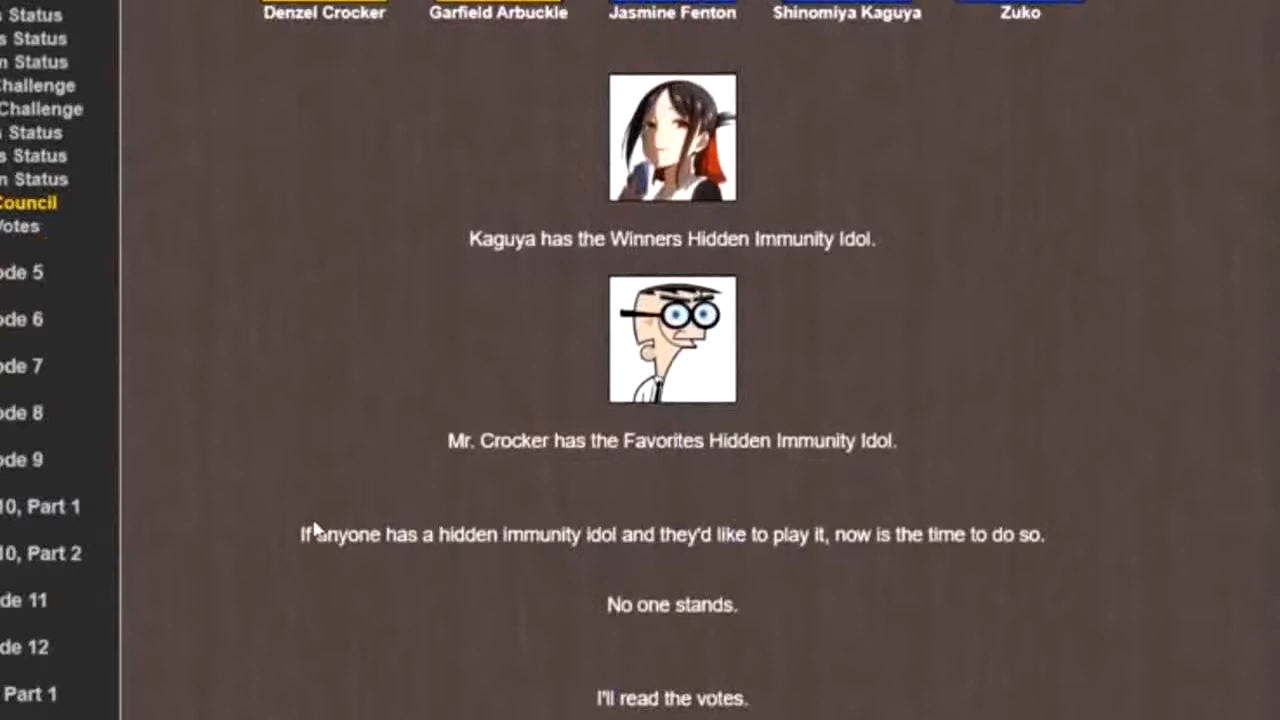 Status
Denzel Crocker Garfield Arbuckle Jasmine Fenton Shinomiya Kaguya Zuko
s Status
n Status
Challenge
Challenge
Status
s Status
n Status
Council
Votes
Kaguya has the Winners Hidden Immunity Idol.
ode 5
ode 6
ode 7
ode 8
Mr. Crocker has the Favorites Hidden Immunity Idol.
ode 9
10, Part 1
If anyone has a hidden immunity idol and they'd like to play it, now is the time to do so.
10, Part 2
de 11
No one stands.
de 12
Part 1
I'll read the votes.